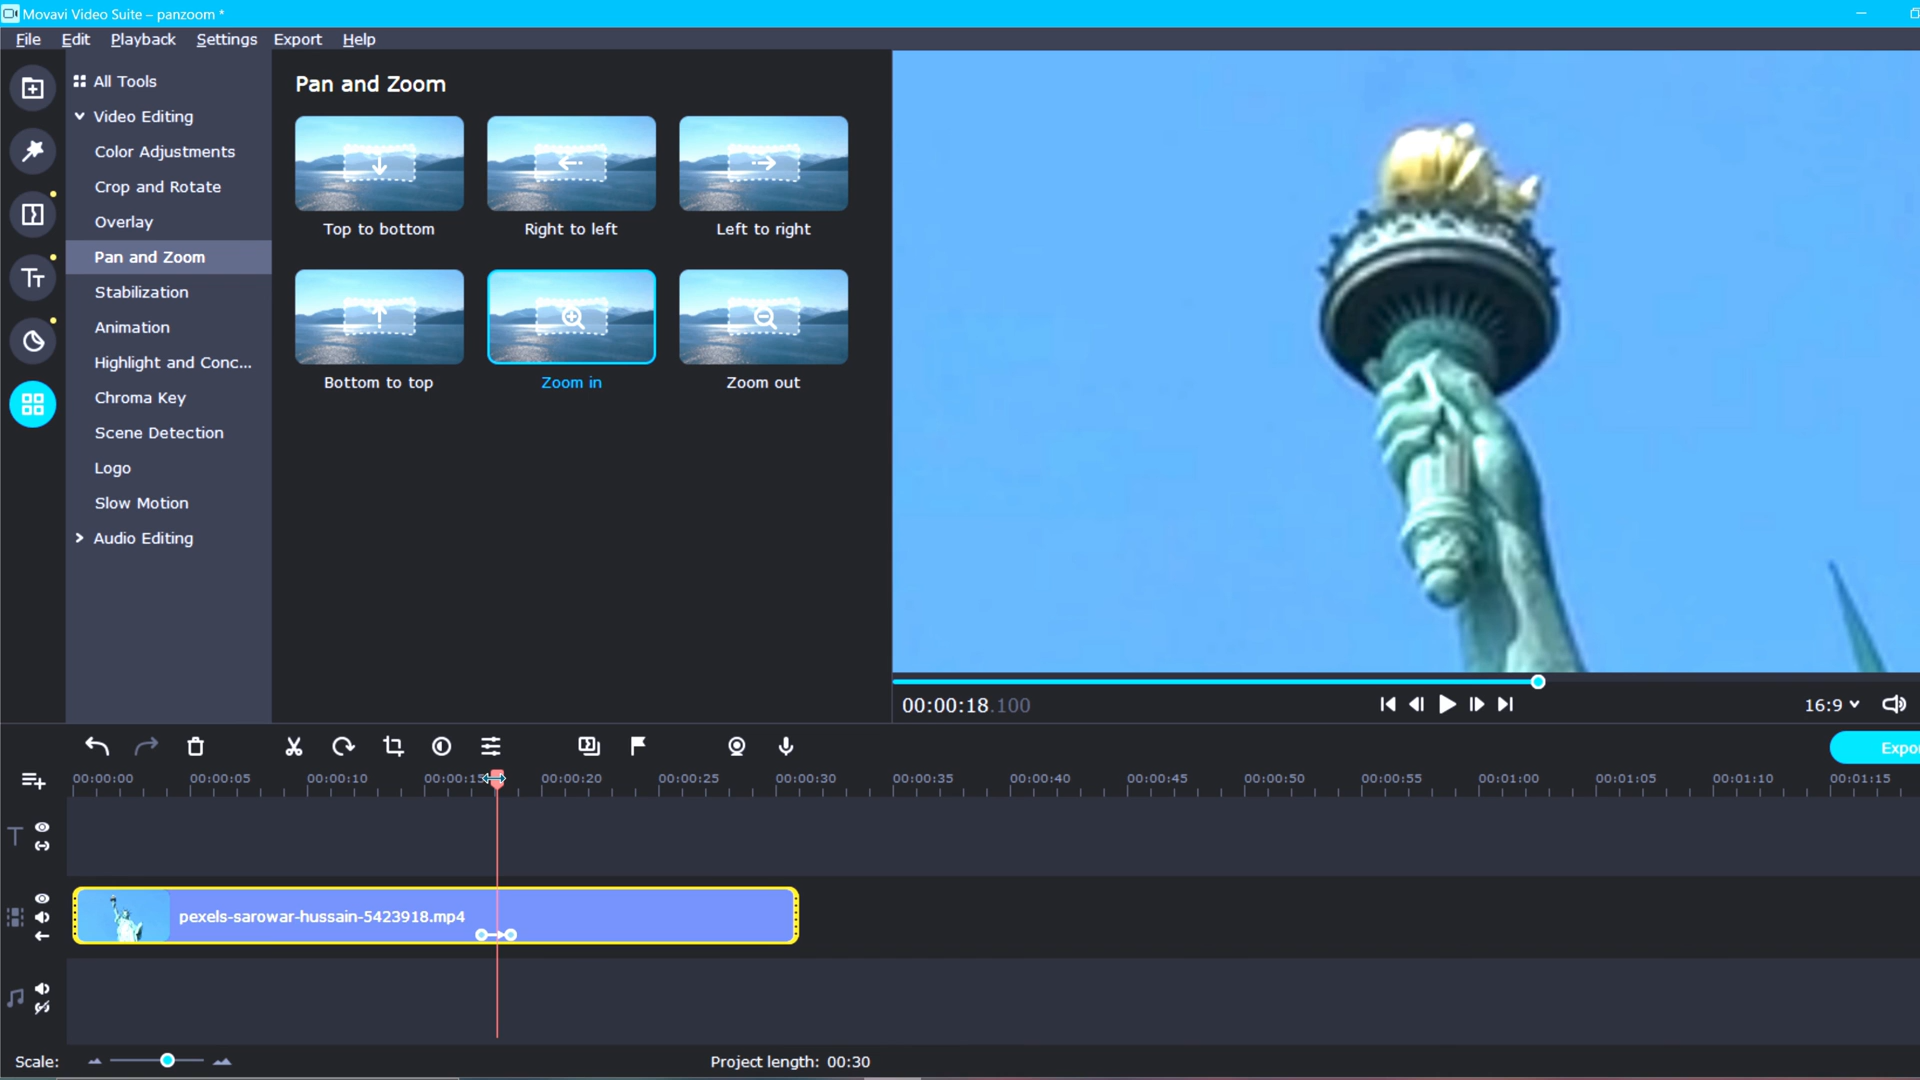 Movavi Video Suite – panzoom *
File Edit Playback Settings Export Help
All Tools
Video Editing
Color Adjustments
Crop and Rotate
Overlay
Pan and Zoom
Stabilization
Animation
Highlight and Conc...
Chroma Key
Scene Detection
Logo
Slow Motion
Audio Editing
Pan and Zoom
Top to bottom Right to left Left to right
Bottom to top Zoom in Zoom out
00:00:18.100
16:9
Expo
00:00:00 00:00:05 00:00:10 00:00:15 00:00:20 00:00:25 00:00:30 00:00:35 00:00:40 00:00:45 00:00:50 00:00:55 00:01:00 00:01:05 00:01:10 00:01:15
pexels-sarowar-hussain-5423918.mp4
Scale:
Project length: 00:30